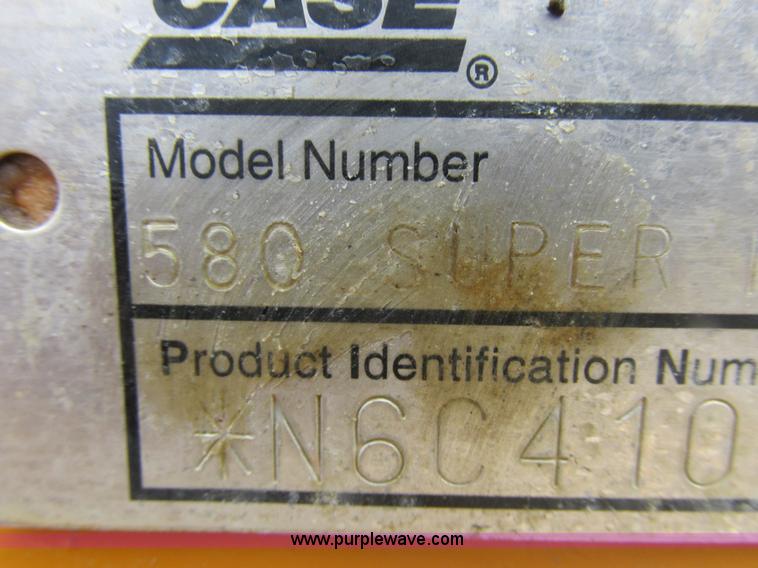 CASE
®
Model Number
580 SUPER
Product Identification Num
*N6C410
www.purplewave.com